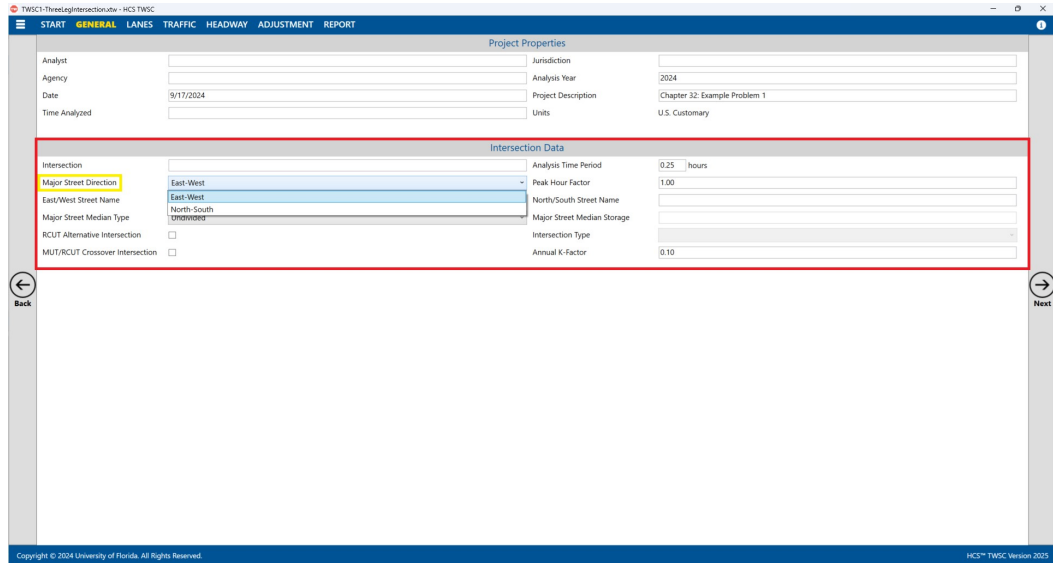 TWSC1-ThreeLegIntersection.xtw - HCS TWSC
START GENERAL LANES TRAFFIC HEADWAY ADJUSTMENT REPORT
Project Properties
Analyst Jurisdiction
Agency Analysis Year 2024
Date 9/17/2024 Project Description Chapter 32: Example Problem 1
Time Analyzed Units U.S. Customary
Intersection Data
Intersection Analysis Time Period 0.25 hours
Major Street Direction East-West Peak Hour Factor 1.00
East/West Street Name East-West North/South Street Name
North-South
Major Street Median Type Undivided Major Street Median Storage
RCUT Alternative Intersection Intersection Type
MUT/RCUT Crossover Intersection Annual K-Factor 0.10
Back Next
Copyright © 2024 University of Florida. All Rights Reserved. HCS™ TWSC Version 2025